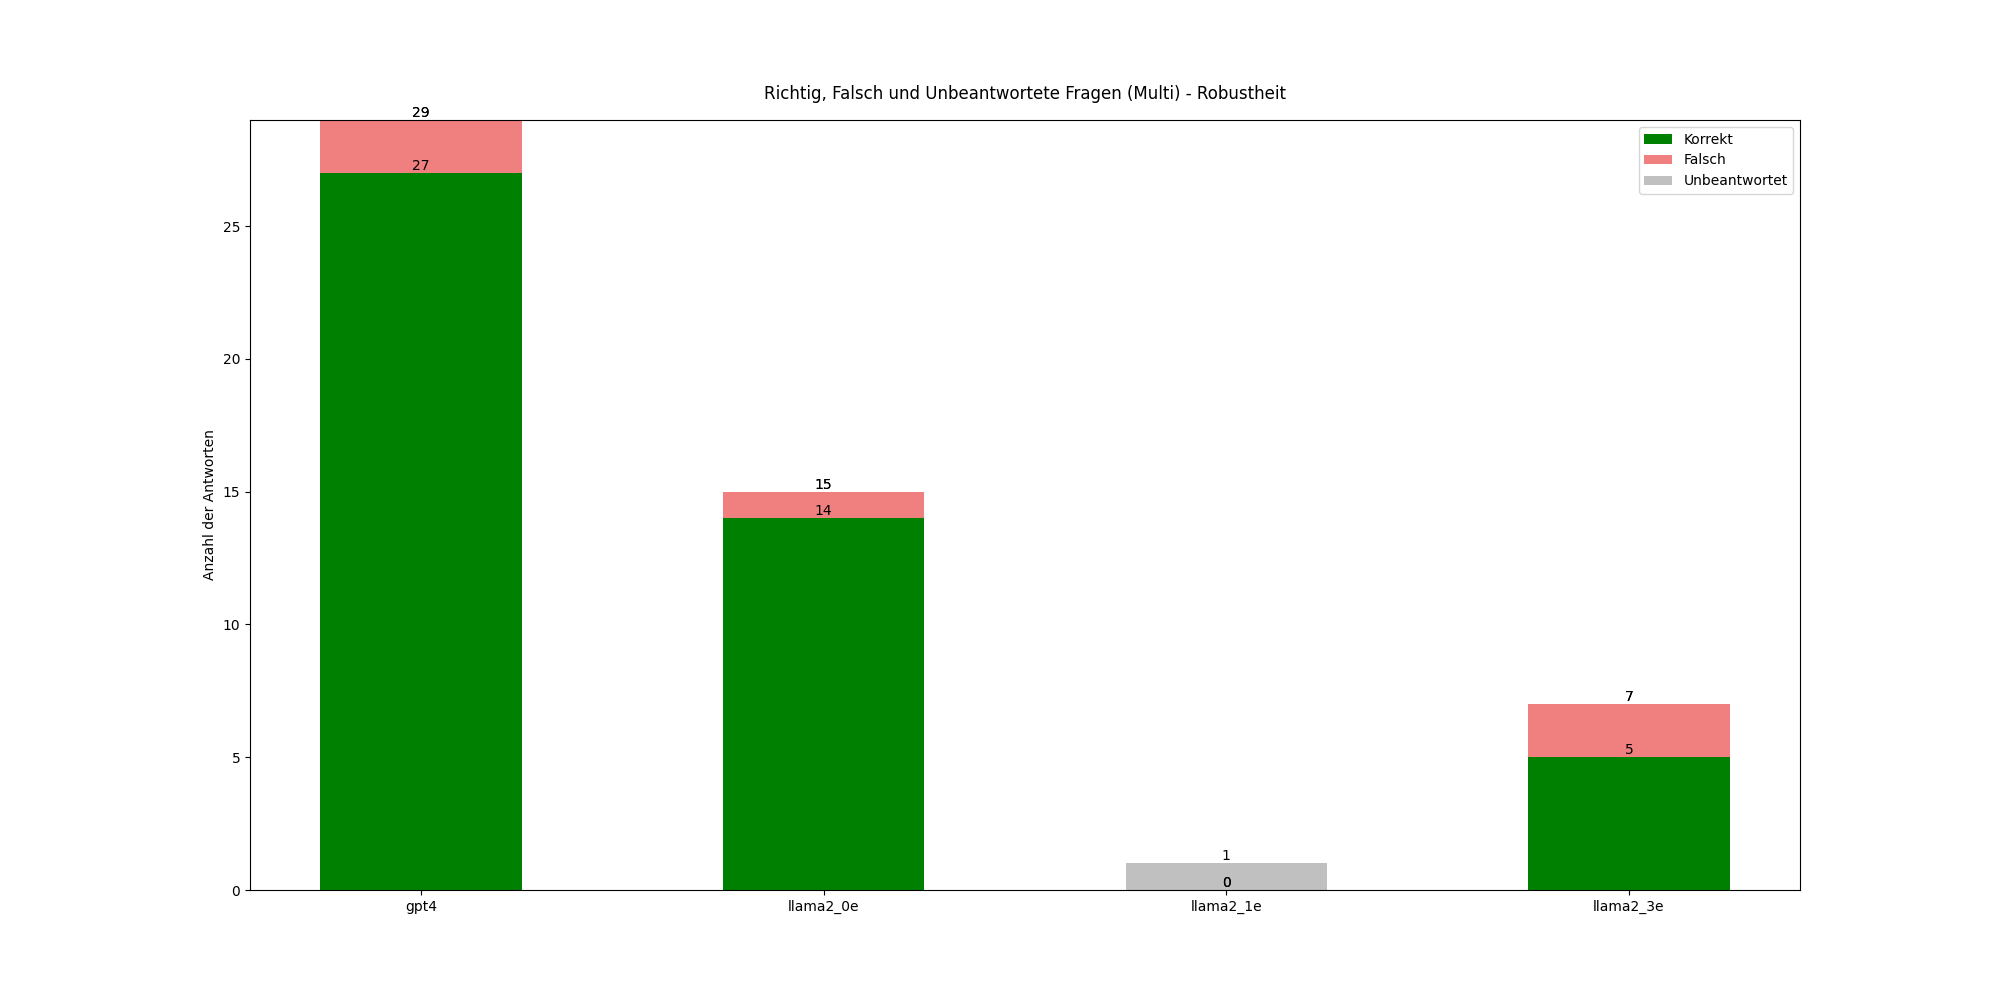 Richtig, Falsch und Unbeantwortete Fragen (Multi) - Robustheit
Korrekt
Falsch
Unbeantwortet
29
27
15
14
1
0
7
5
Anzahl der Antworten
25
20
15
10
5
0
gpt4
llama2_0e
llama2_1e
llama2_3e